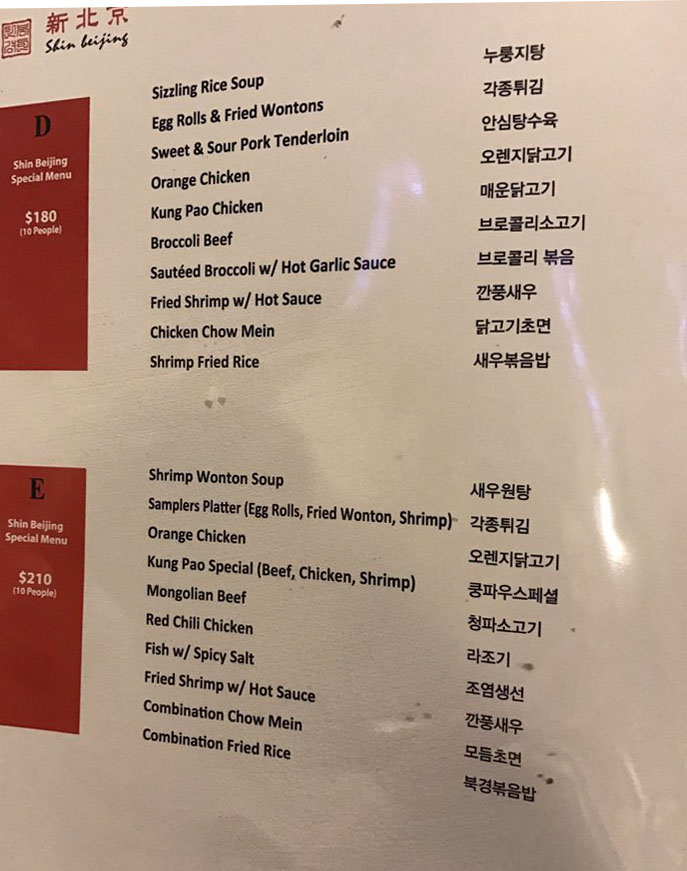 新北京
Shin beijing
D
Shin Beijing
Special Menu
$180
(10 People)
Sizzling Rice Soup 누룽지탕
Egg Rolls & Fried Wontons 각종튀김
Sweet & Sour Pork Tenderloin 안심탕수육
Orange Chicken 오렌지닭고기
Kung Pao Chicken 매운닭고기
Broccoli Beef 브로콜리소고기
Sautéed Broccoli w/ Hot Garlic Sauce 브로콜리 볶음
Fried Shrimp w/ Hot Sauce 깐풍새우
Chicken Chow Mein 닭고기초면
Shrimp Fried Rice 새우볶음밥
E
Shin Beijing
Special Menu
$210
(10 People)
Shrimp Wonton Soup 새우원탕
Samplers Platter (Egg Rolls, Fried Wonton, Shrimp) 각종튀김
Orange Chicken 오렌지닭고기
Kung Pao Special (Beef, Chicken, Shrimp) 쿵파우스페셜
Mongolian Beef 청파소고기
Red Chili Chicken 라조기
Fish w/ Spicy Salt 조염생선
Fried Shrimp w/ Hot Sauce 깐풍새우
Combination Chow Mein 모듬초면
Combination Fried Rice 북경볶음밥